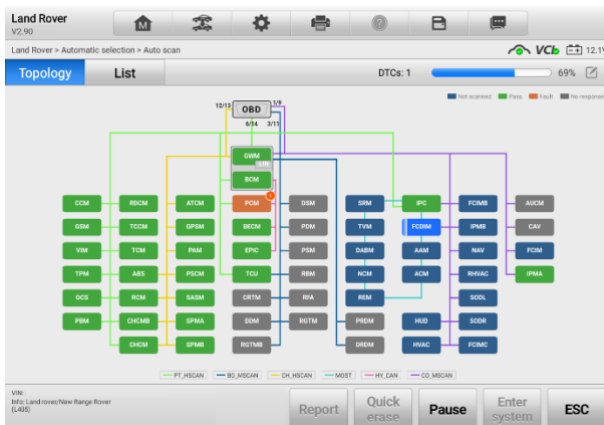 Land Rover
V2.90
M
Land Rover > Automatic selection > Auto scan
VCI
12.1V
Topology List DTCs: 1 69%
Not scanned Pass Fault No response
12/13 OBD 1/9
6/14 3/11
GWM
LIN
BCM
CCM RDCM ATCM PCM 1 DSM SRM IPC FCIMB AUCM
GSM TCCM GPSM BECM PDM TVM FCDIM IPMB CAV
VIM TCM PAM EPIC PSM DABM AAM NAV FCIM
TPM ABS PSCM TCU RBM NCM ACM RHVAC IPMA
OCS RCM SASM CRTM RFA REM SODL
PBM CHCMB SPMA DDM RGTM PRDM HUD SODR
CHCM SPMB RGTMB DRDM HVAC FCIMC
PT_HSCAN BO_MSCAN CH_HSCAN MOST HY_CAN CO_MSCAN
VIN:
Info: Land rover/New Range Rover
(L405)
Report Quick erase Pause Enter system ESC